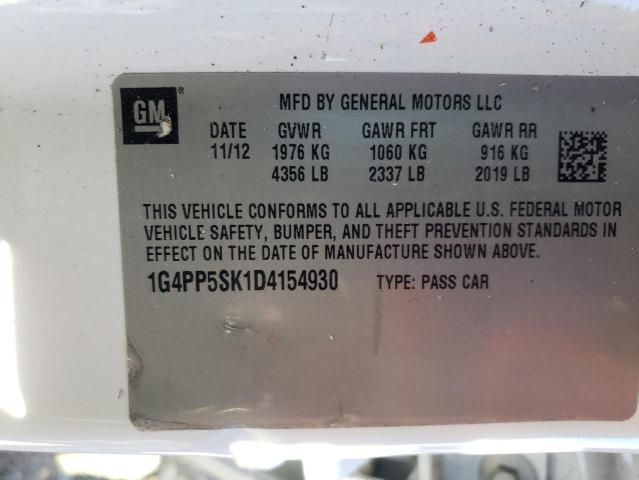 GM ®
MFD BY GENERAL MOTORS LLC
DATE GVWR GAWR FRT GAWR RR
11/12 1976 KG 1060 KG 916 KG
4356 LB 2337 LB 2019 LB
THIS VEHICLE CONFORMS TO ALL APPLICABLE U.S. FEDERAL MOTOR
VEHICLE SAFETY, BUMPER, AND THEFT PREVENTION STANDARDS IN
EFFECT ON THE DATE OF MANUFACTURE SHOWN ABOVE.
1G4PP5SK1D4154930 TYPE: PASS CAR